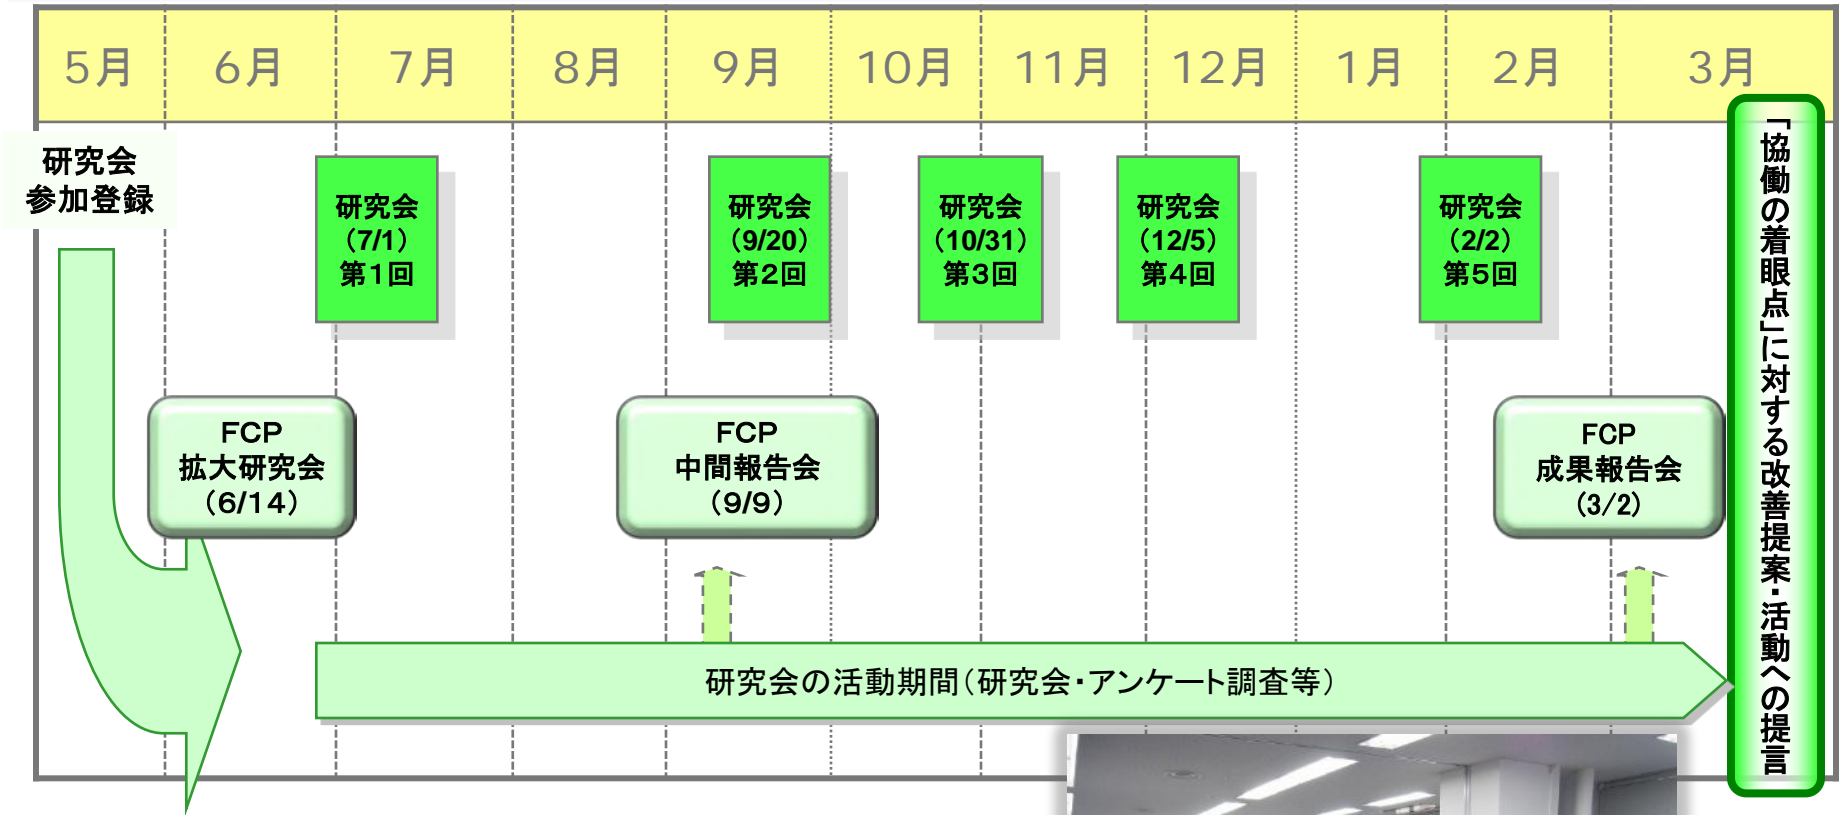 5月 6月 7月 8月 9月 10月 11月 12月 1月 2月 3月
研究会
参加登録
研究会
（7/1）
第1回
研究会
（9/20）
第2回
研究会
（10/31）
第3回
研究会
（12/5）
第4回
研究会
（2/2）
第5回
FCP
拡大研究会
（6/14）
FCP
中間報告会
（9/9）
FCP
成果報告会
（3/2）
研究会の活動期間（研究会・アンケート調査等）
「協働の着眼点」に対する改善提案・活動への提言